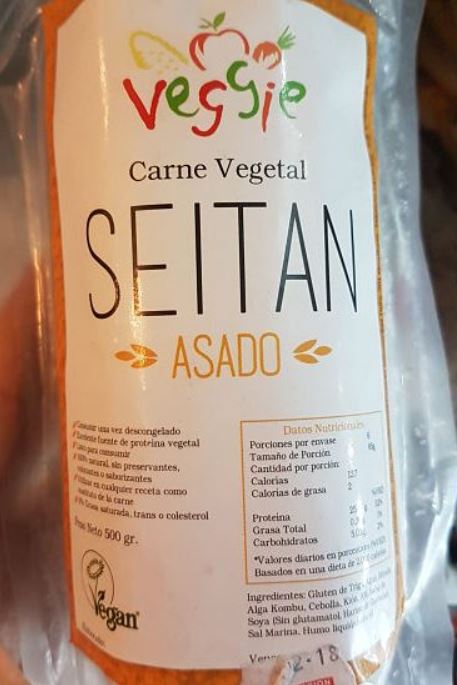 veggie
Carne Vegetal
SEITAN
ASADO
Consumir una vez descongelado
Excelente fuente de proteína vegetal
Listo para consumir
100% natural, sin preservantes,
colorantes o saborizantes
Utilizar en cualquier receta como
sustituto de la carne
0% Grasa saturada, trans o colesterol
Peso Neto 500 gr.
Vegan
Datos Nutricionales
Porciones por envase 6
Tamaño de Porción
Cantidad por porción:
Calorías
Calorías de grasa 2
Proteína
Grasa Total
Carbohidratos
*Valores diarios en
Basados en una dieta de
Ingredientes: Gluten de
Alga Kombu, Cebolla,
Soya (Sin glutamato),
Sal Marina, Humo
2-18